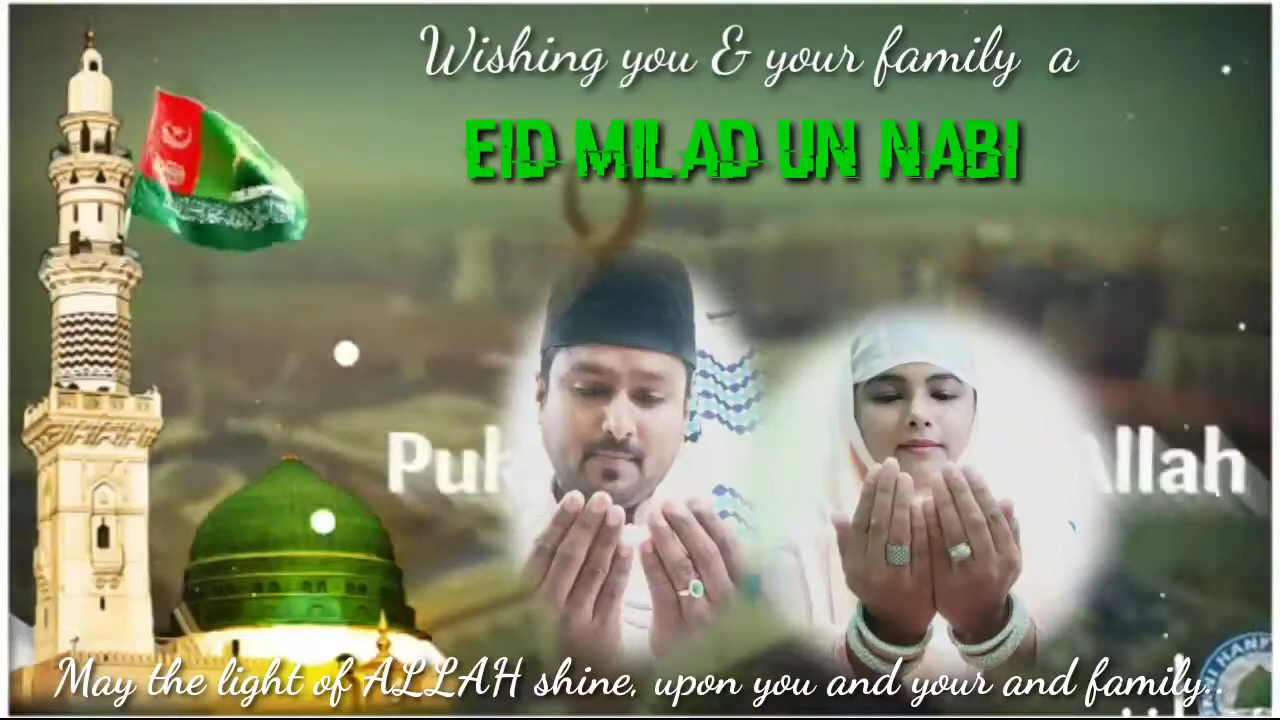 Wishing you & your family a
EID MILAD UN NABI
Allah
May the light of ALLAH shine, upon you and your and family..